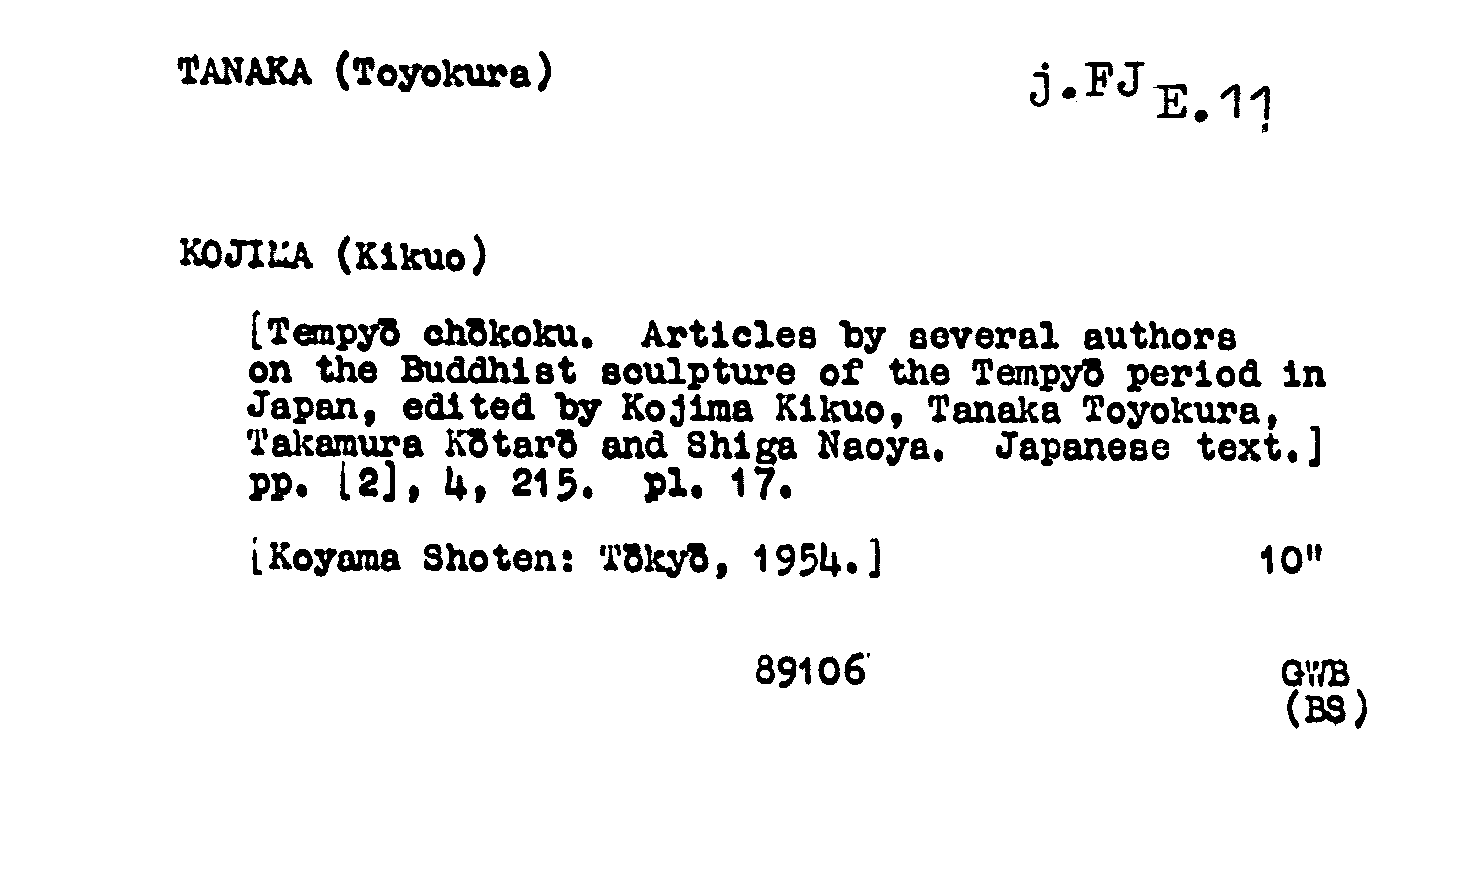 TANAKA (Toyokura)
j.FJ E.11
KOJIMA (Kikuo)
[Tempyō chōkoku. Articles by several authors
on the Buddhist sculpture of the Tempyō period in
Japan, edited by Kojima Kikuo, Tanaka Toyokura,
Takamura Kōtarō and Shiga Naoya. Japanese text.]
pp. [2], 4, 215. pl. 17.
[Koyama Shoten: Tōkyō, 1954.] 10"
89106 GWB
(BS)